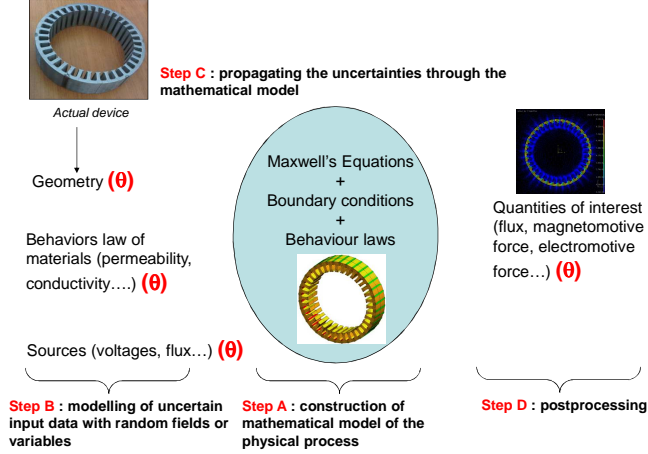 Step C : propagating the uncertainties through the
mathematical model
Actual device
Geometry (θ)
Behaviors law of
materials (permeability,
conductivity….) (θ)
Sources (voltages, flux…) (θ)
Maxwell's Equations
+
Boundary conditions
+
Behaviour laws
Quantities of interest
(flux, magnetomotive
force, electromotive
force…) (θ)
Step B : modelling of uncertain
input data with random fields or
variables
Step A : construction of
mathematical model of the
physical process
Step D : postprocessing